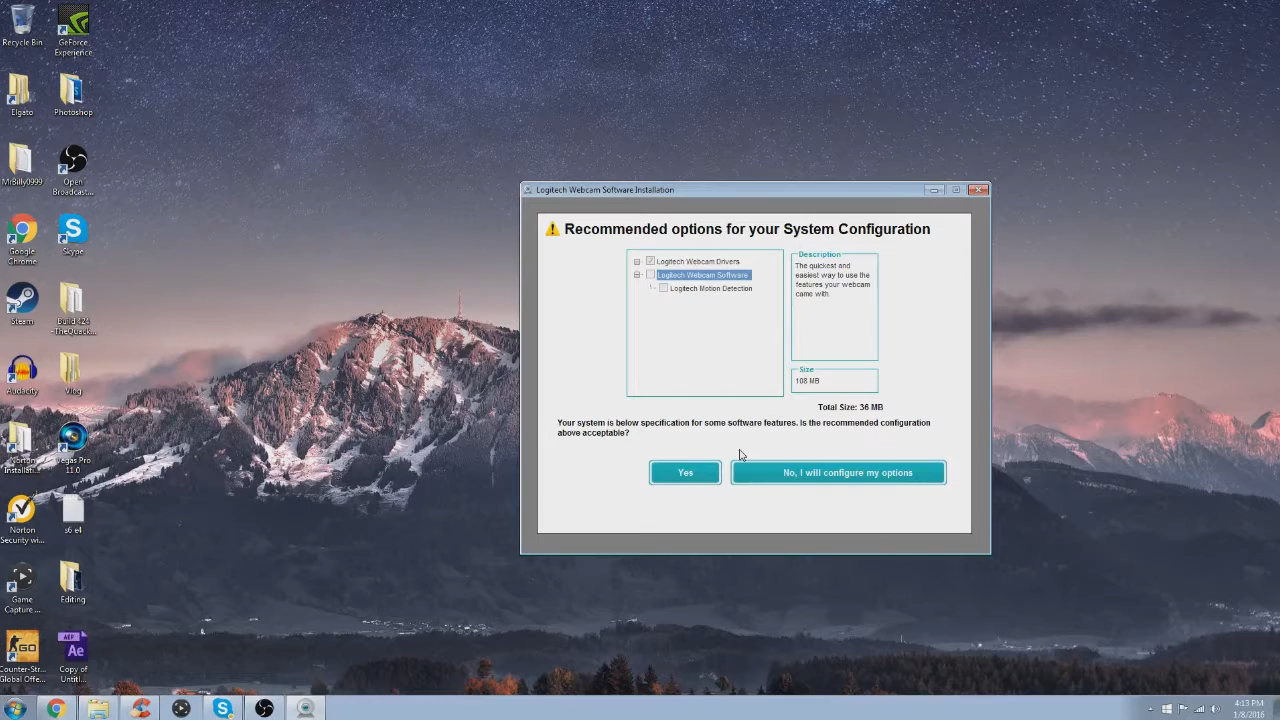 Recycle Bin
GeForce
Experience
Elgato
Photoshop
MrBilly0999
Open
Broadcast...
Google
Chrome
Skype
Steam
Build 424
-TheQuack...
Audacity
Vlog
Norton
Installati...
Vegas Pro
11.0
Norton
Security wi...
s6 e4
Game
Capture ...
Editing
Counter-Str...
Global Offe...
Copy of
Untitl...
Logitech Webcam Software Installation
Recommended options for your System Configuration
Logitech Webcam Drivers
Logitech Webcam Software
Logitech Motion Detection
Description
The quickest and
easiest way to use the
features your webcam
came with.
Size
108 MB
Total Size: 36 MB
Your system is below specification for some software features. Is the recommended configuration
above acceptable?
Yes
No, I will configure my options
4:13 PM
1/8/2016